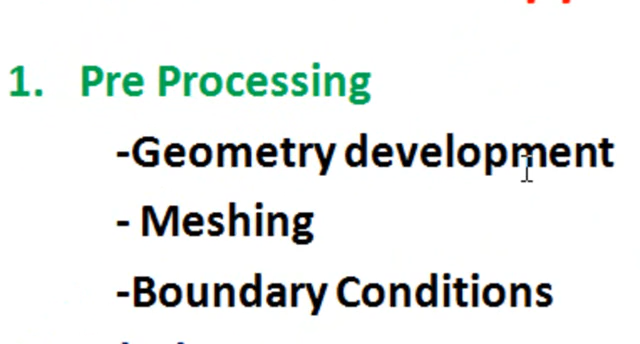 1. Pre Processing
-Geometry development
- Meshing
-Boundary Conditions